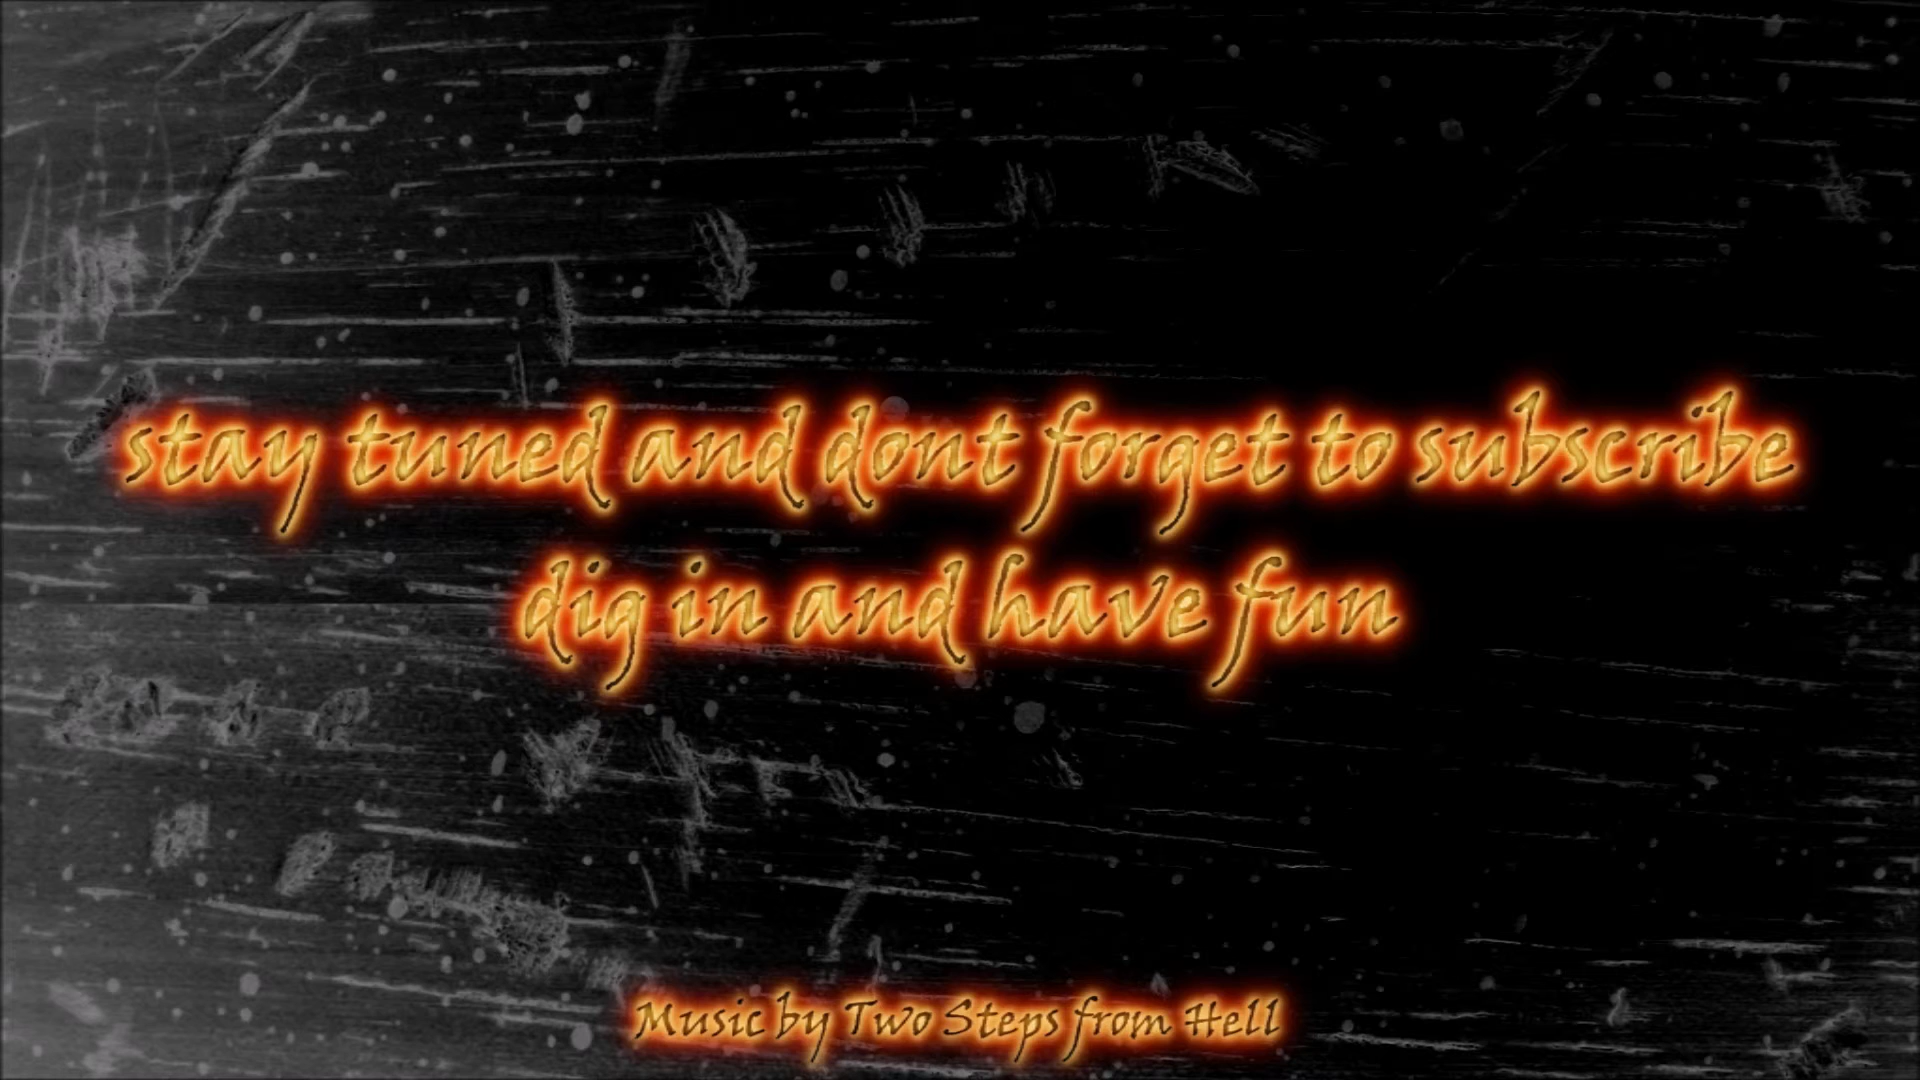 stay tuned and dont forget to subscribe
dig in and have fun
Music by Two Steps from Hell